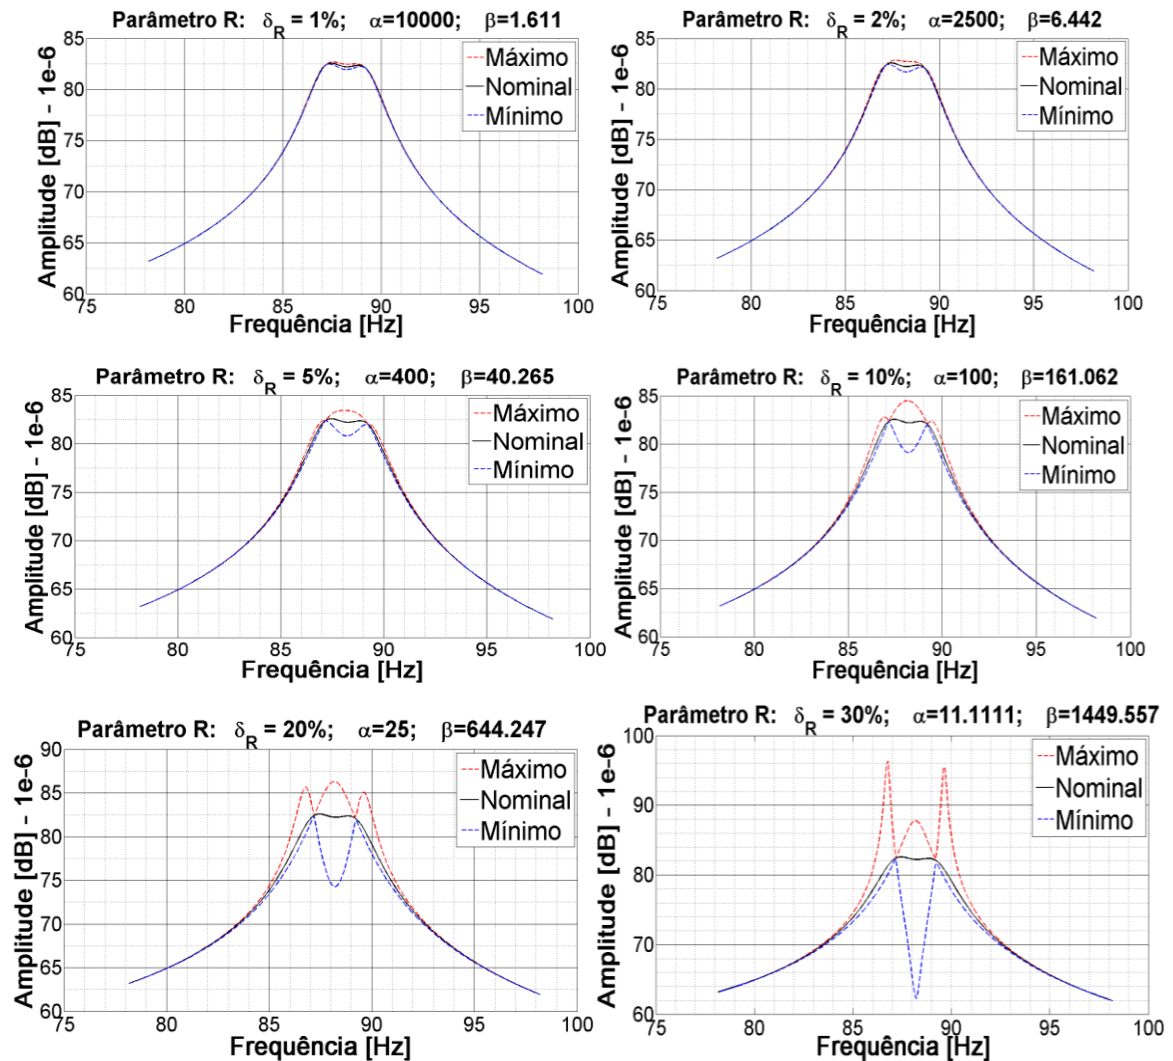 Parâmetro R: δR = 1%; α=10000; β=1.611
Amplitude [dB] - 1e-6
85
80
75
70
65
60
Máximo
Nominal
Mínimo
75 80 85 90 95 100
Frequência [Hz]
Parâmetro R: δR = 2%; α=2500; β=6.442
Amplitude [dB] - 1e-6
85
80
75
70
65
60
Máximo
Nominal
Mínimo
75 80 85 90 95 100
Frequência [Hz]
Parâmetro R: δR = 5%; α=400; β=40.265
Amplitude [dB] - 1e-6
85
80
75
70
65
60
Máximo
Nominal
Mínimo
75 80 85 90 95 100
Frequência [Hz]
Parâmetro R: δR = 10%; α=100; β=161.062
Amplitude [dB] - 1e-6
85
80
75
70
65
60
Máximo
Nominal
Mínimo
75 80 85 90 95 100
Frequência [Hz]
Parâmetro R: δR = 20%; α=25; β=644.247
Amplitude [dB] - 1e-6
90
85
80
75
70
65
60
Máximo
Nominal
Mínimo
75 80 85 90 95 100
Frequência [Hz]
Parâmetro R: δR = 30%; α=11.1111; β=1449.557
Amplitude [dB] - 1e-6
100
90
80
70
60
Máximo
Nominal
Mínimo
75 80 85 90 95 100
Frequência [Hz]